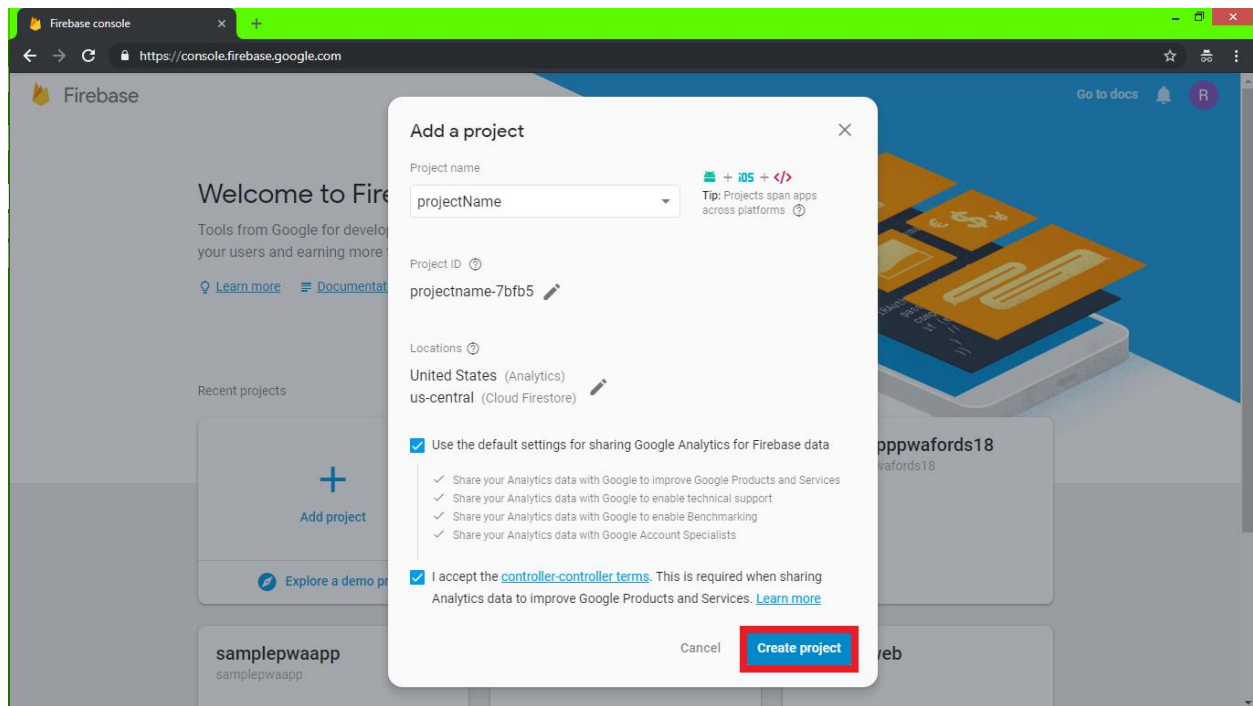 Firebase console
https://console.firebase.google.com
Firebase
Go to docs
R
Welcome to Fire
Tools from Google for develop
your users and earning more
Learn more
Documentat
Recent projects
Add project
Explore a demo pr
samplepwaapp
samplepwaapp
Add a project
Project name
projectName
+ iOS + </>
Tip: Projects span apps
across platforms
Project ID
projectname-7bfb5
Locations
United States (Analytics)
us-central (Cloud Firestore)
Use the default settings for sharing Google Analytics for Firebase data
Share your Analytics data with Google to improve Google Products and Services
Share your Analytics data with Google to enable technical support
Share your Analytics data with Google to enable Benchmarking
Share your Analytics data with Google Account Specialists
I accept the controller-controller terms. This is required when sharing
Analytics data to improve Google Products and Services. Learn more
Cancel
Create project
pppwafords18
wafords18